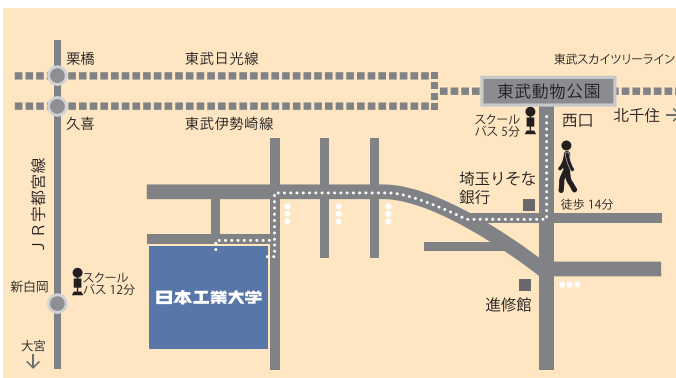 栗橋
東武日光線
東武スカイツリーライン
東武動物公園
久喜
東武伊勢崎線
スクール
バス 5分
西口
北千住
ＪＲ宇都宮線
埼玉りそな
銀行
徒歩 14分
新白岡
スクール
バス 12分
日本工業大学
進修館
大宮